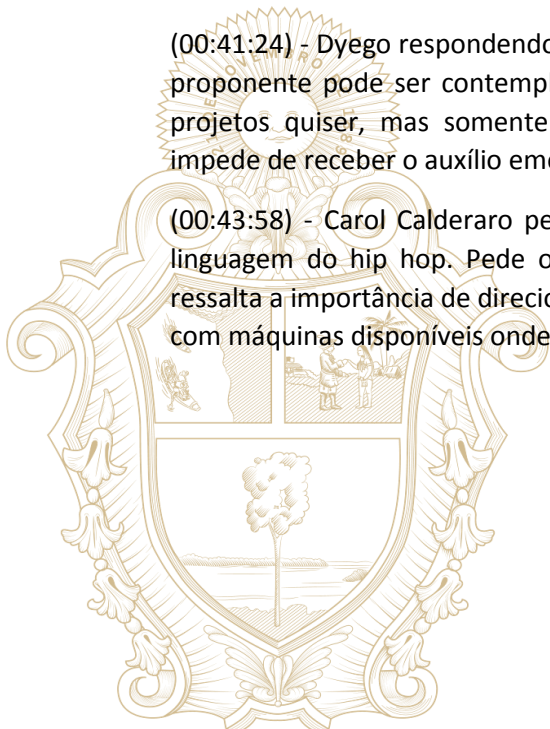 (00:41:24) - Dyego respondendo
proponente pode ser contempl
projetos quiser, mas somente
impede de receber o auxílio eme
(00:43:58) - Carol Calderaro pe
linguagem do hip hop. Pede o
ressalta a importância de direcio
com máquinas disponíveis onde